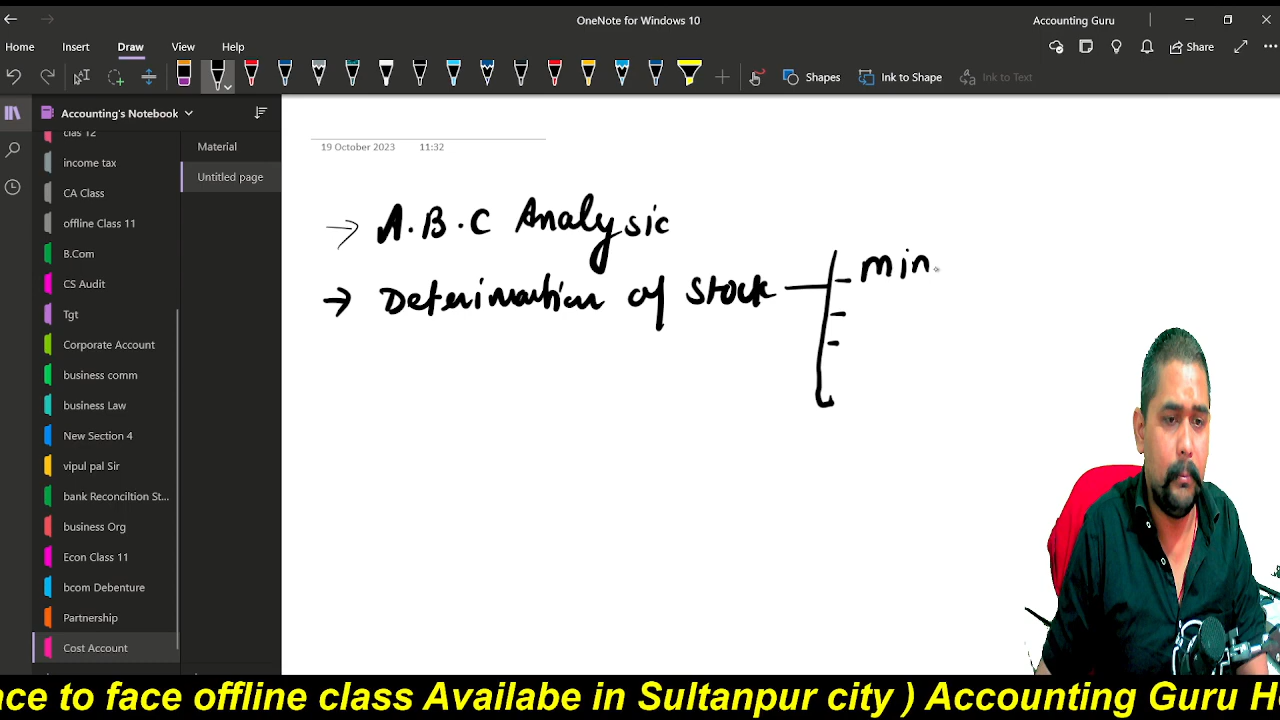 OneNote for Windows 10
Accounting Guru
Home Insert Draw View Help
Share
Shapes
Ink to Shape
Ink to Text
Accounting's Notebook
clas 12
income tax
CA Class
offline Class 11
B.Com
CS Audit
Tgt
Corporate Account
business comm
business Law
New Section 4
vipul pal Sir
bank Reconciltion St...
business Org
Econ Class 11
bcom Debenture
Partnership
Cost Account
Material
Untitled page
19 October 2023 11:32
→ A.B.C Analysic
→ of Stock
min.
ace to face offline class Availabe in Sultanpur city ) Accounting Guru H